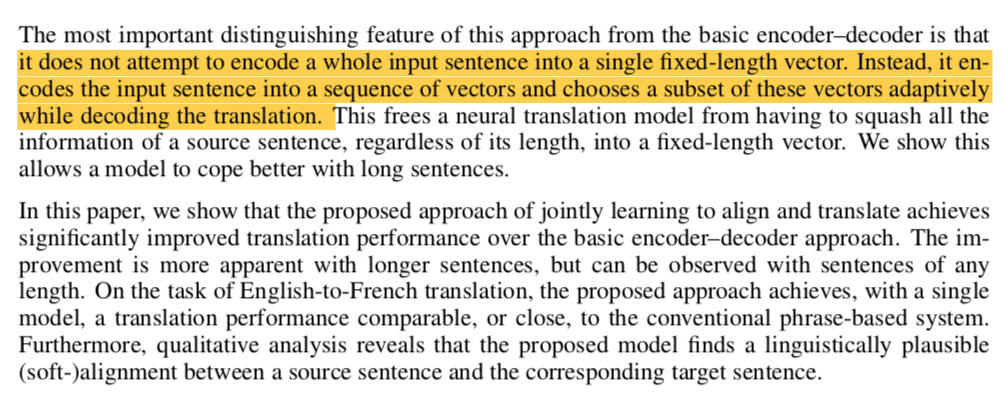 The most important distinguishing feature of this approach from the basic encoder–decoder is that
it does not attempt to encode a whole input sentence into a single fixed-length vector. Instead, it en-
codes the input sentence into a sequence of vectors and chooses a subset of these vectors adaptively
while decoding the translation. This frees a neural translation model from having to squash all the
information of a source sentence, regardless of its length, into a fixed-length vector. We show this
allows a model to cope better with long sentences.
In this paper, we show that the proposed approach of jointly learning to align and translate achieves
significantly improved translation performance over the basic encoder–decoder approach. The im-
provement is more apparent with longer sentences, but can be observed with sentences of any
length. On the task of English-to-French translation, the proposed approach achieves, with a single
model, a translation performance comparable, or close, to the conventional phrase-based system.
Furthermore, qualitative analysis reveals that the proposed model finds a linguistically plausible
(soft-)alignment between a source sentence and the corresponding target sentence.